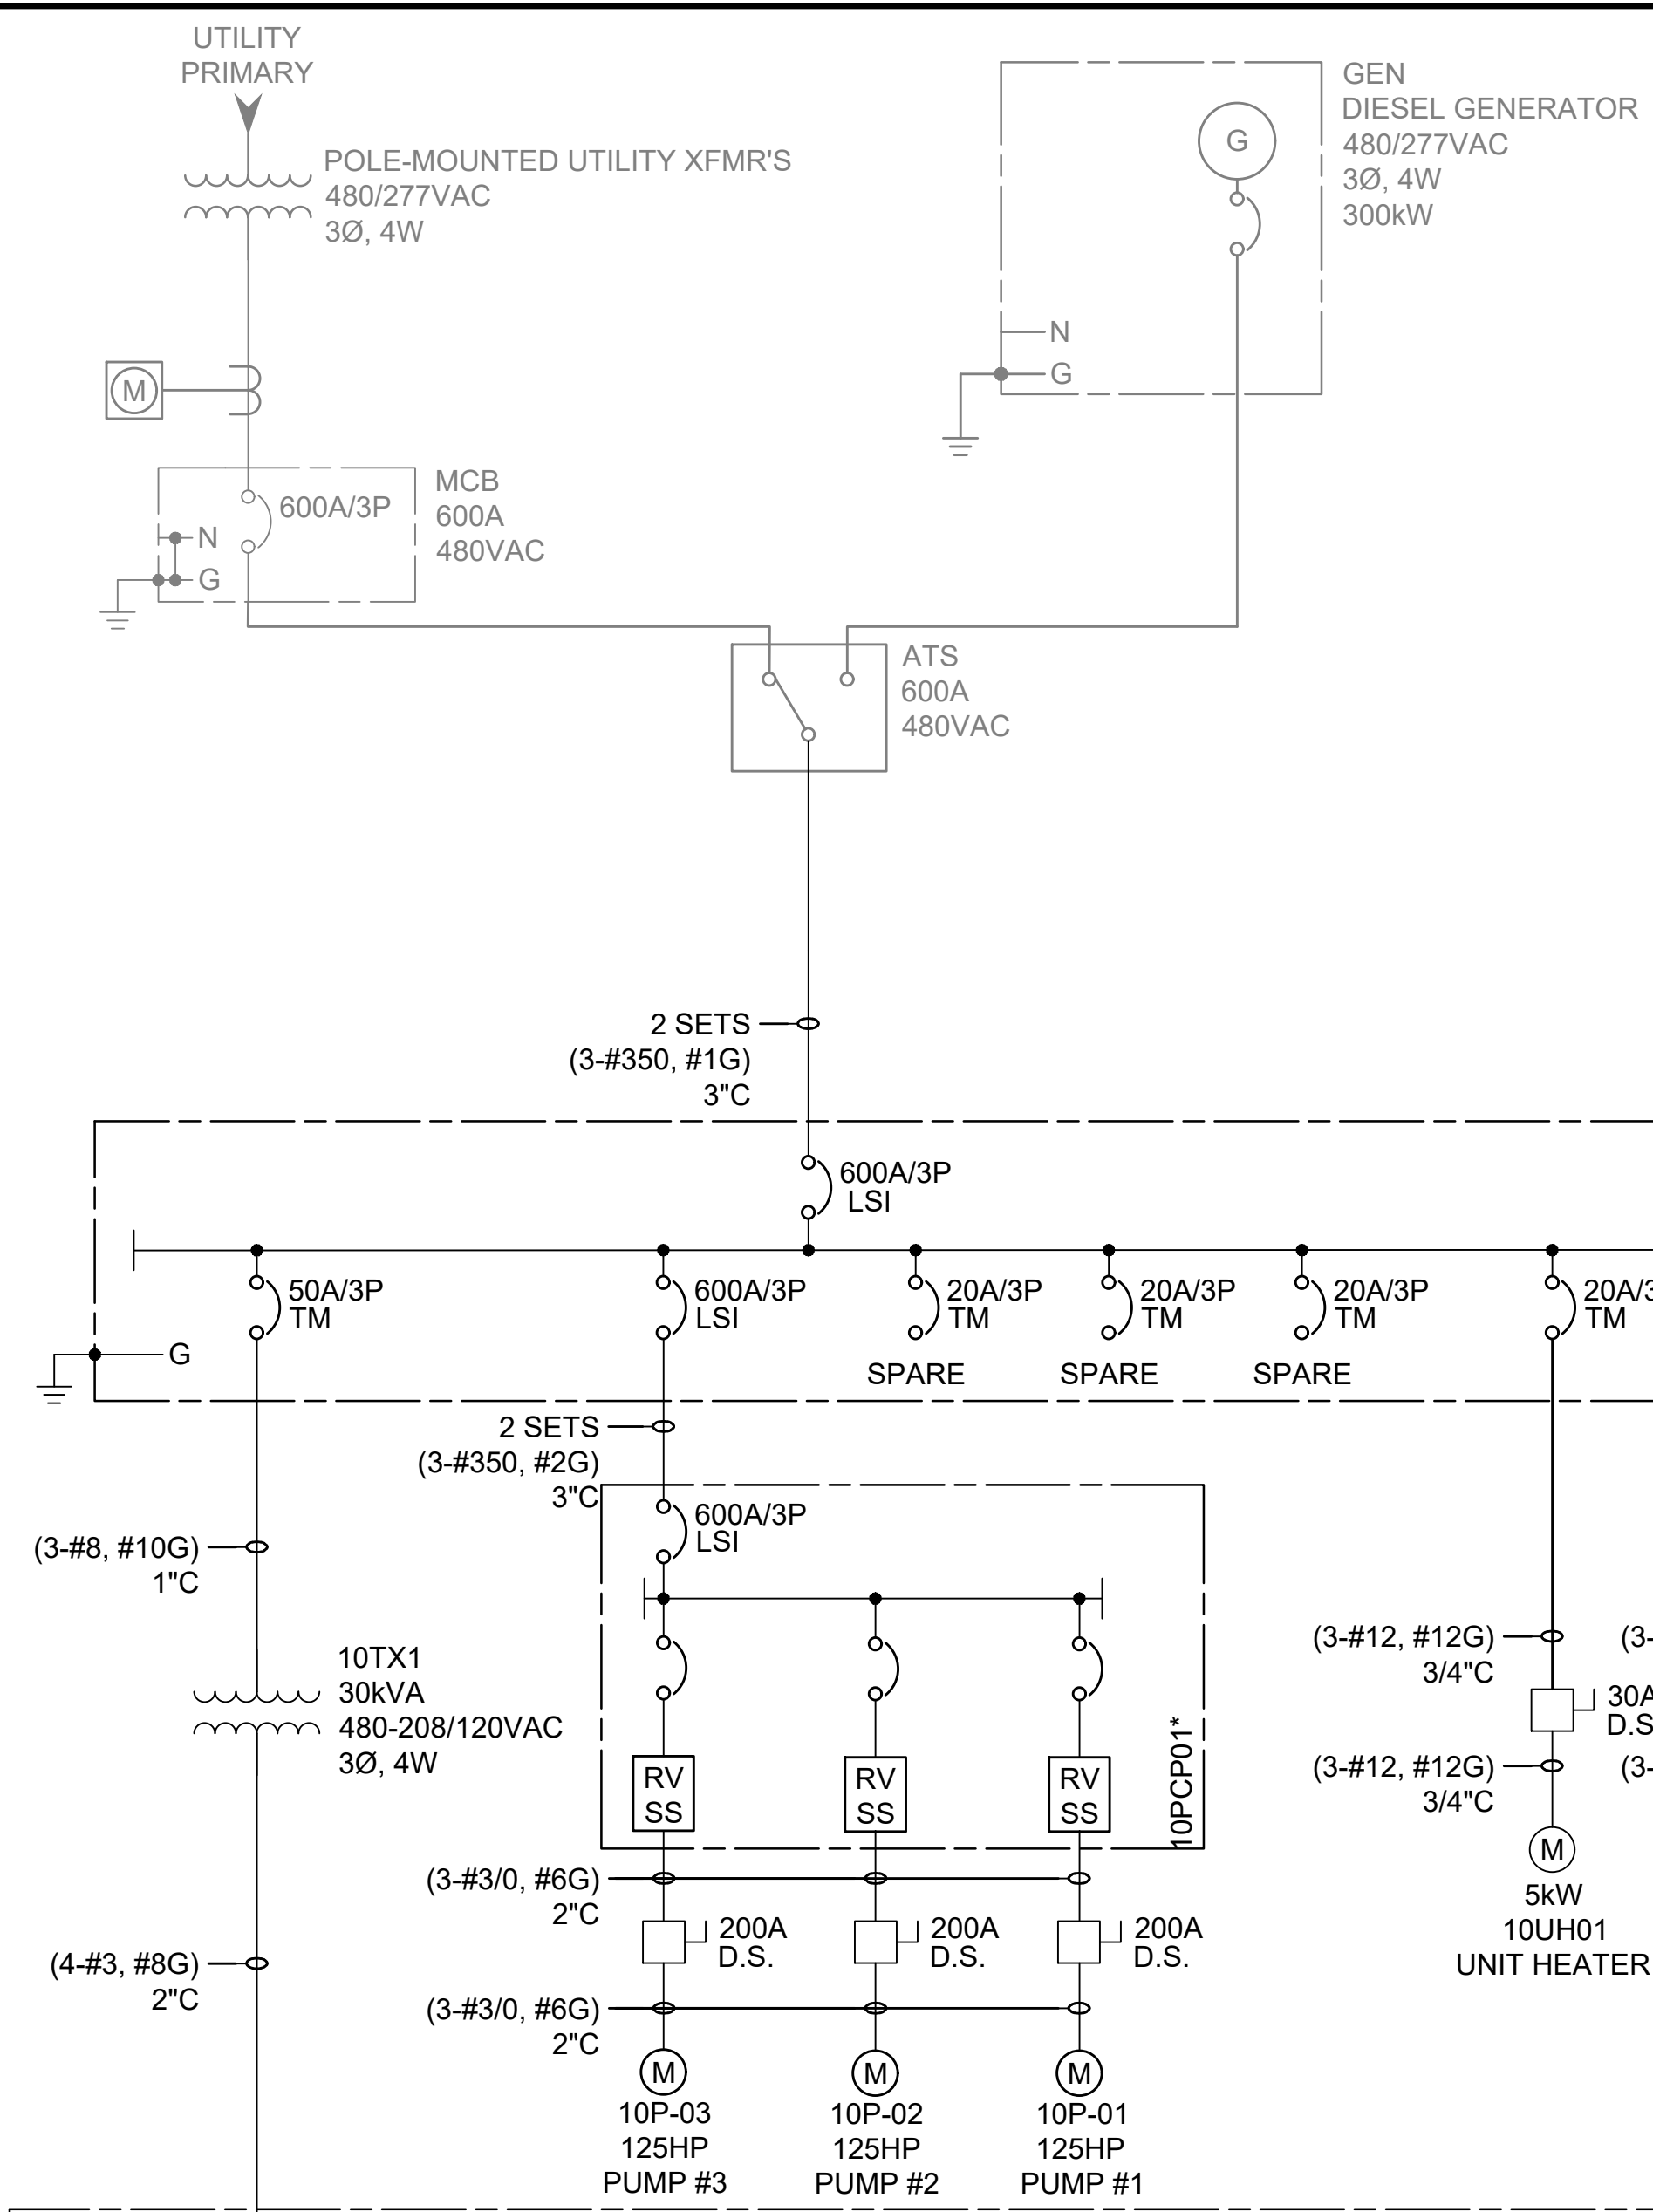 UTILITY
PRIMARY
POLE-MOUNTED UTILITY XFMR'S
480/277VAC
3Ø, 4W
GEN
DIESEL GENERATOR
480/277VAC
3Ø, 4W
300kW
G
N
G
M
600A/3P
N
G
MCB
600A
480VAC
ATS
600A
480VAC
2 SETS
(3-#350, #1G)
3"C
600A/3P
LSI
50A/3P
TM
600A/3P
LSI
20A/3P
TM
SPARE
20A/3P
TM
SPARE
20A/3P
TM
SPARE
20A/3
TM
G
2 SETS
(3-#350, #2G)
3"C
600A/3P
LSI
(3-#8, #10G)
1"C
10TX1
30kVA
480-208/120VAC
3Ø, 4W
RV
SS
RV
SS
RV
SS
10PCP01*
(3-#12, #12G)
3/4"C
(3-
30A
D.S
(3-#12, #12G)
3/4"C
(3-
M
5kW
10UH01
UNIT HEATER
(3-#3/0, #6G)
2"C
200A
D.S.
200A
D.S.
200A
D.S.
(4-#3, #8G)
2"C
(3-#3/0, #6G)
2"C
M
10P-03
125HP
PUMP #3
M
10P-02
125HP
PUMP #2
M
10P-01
125HP
PUMP #1